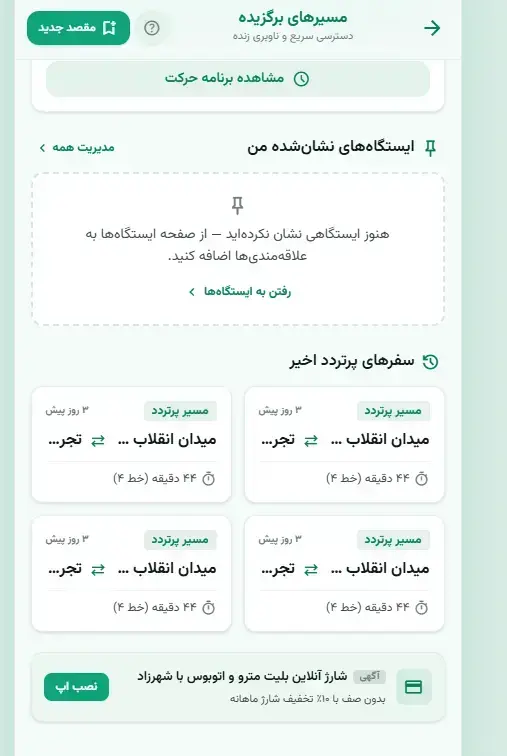 مسیرهای برگزیده
دسترسی سریع و ناوبری زنده
مقصد جدید
مشاهده برنامه حرکت
ایستگاه‌های نشان‌شده من
مدیریت همه
هنوز ایستگاهی نشان نکرده‌اید — از صفحه ایستگاه‌ها به
علاقه‌مندی‌ها اضافه کنید.
رفتن به ایستگاه‌ها
سفرهای پرتردد اخیر
مسیر پرتردد ۳ روز پیش
میدان انقلاب ... ⇄ تجر...
۴۴ دقیقه (خط ۴)
مسیر پرتردد ۳ روز پیش
میدان انقلاب ... ⇄ تجر...
۴۴ دقیقه (خط ۴)
مسیر پرتردد ۳ روز پیش
میدان انقلاب ... ⇄ تجر...
۴۴ دقیقه (خط ۴)
مسیر پرتردد ۳ روز پیش
میدان انقلاب ... ⇄ تجر...
۴۴ دقیقه (خط ۴)
آگهی شارژ آنلاین بلیت مترو و اتوبوس با شهرزاد
بدون صف با ۱۰٪ تخفیف شارژ ماهانه
نصب اپ